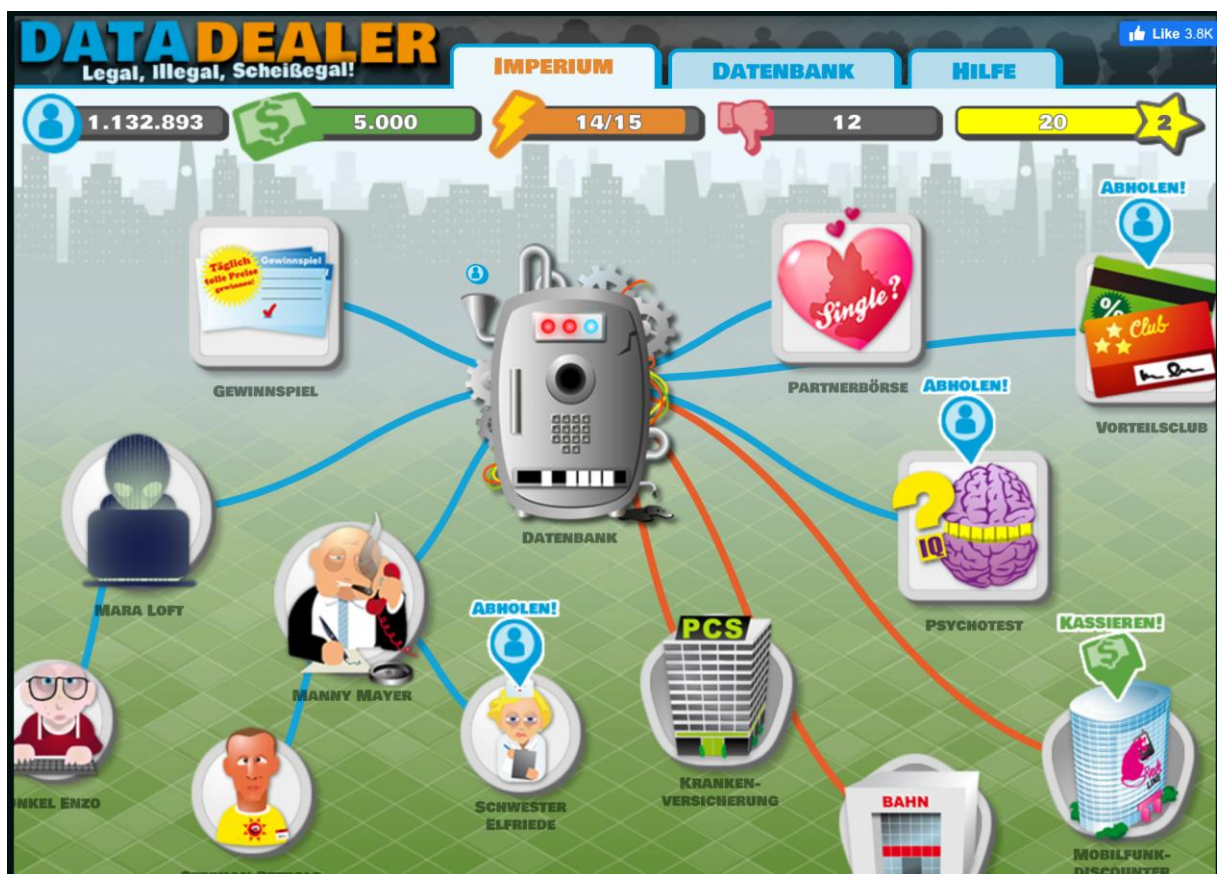 DATADEALER
Legal, Illegal, Scheißegal!
IMPERIUM
DATENBANK
HILFE
Like 3.8K
1.132.893
5.000
14/15
12
20
2
Täglich
tolle Preise
gewinnen!
Gewinnspiel
GEWINNSPIEL
DATENBANK
Single?
PARTNERBÖRSE
ABHOLEN!
%
Club
VORTEILSCLUB
ABHOLEN!
?
IQ
PSYCHOTEST
MARA LOFT
MANNY MAYER
ABHOLEN!
SCHWESTER
ELFRIEDE
PCS
KRANKEN-
VERSICHERUNG
KASSIEREN!
$
MOBILFUNK-
DISCOUNTER
BAHN
NKEL ENZO